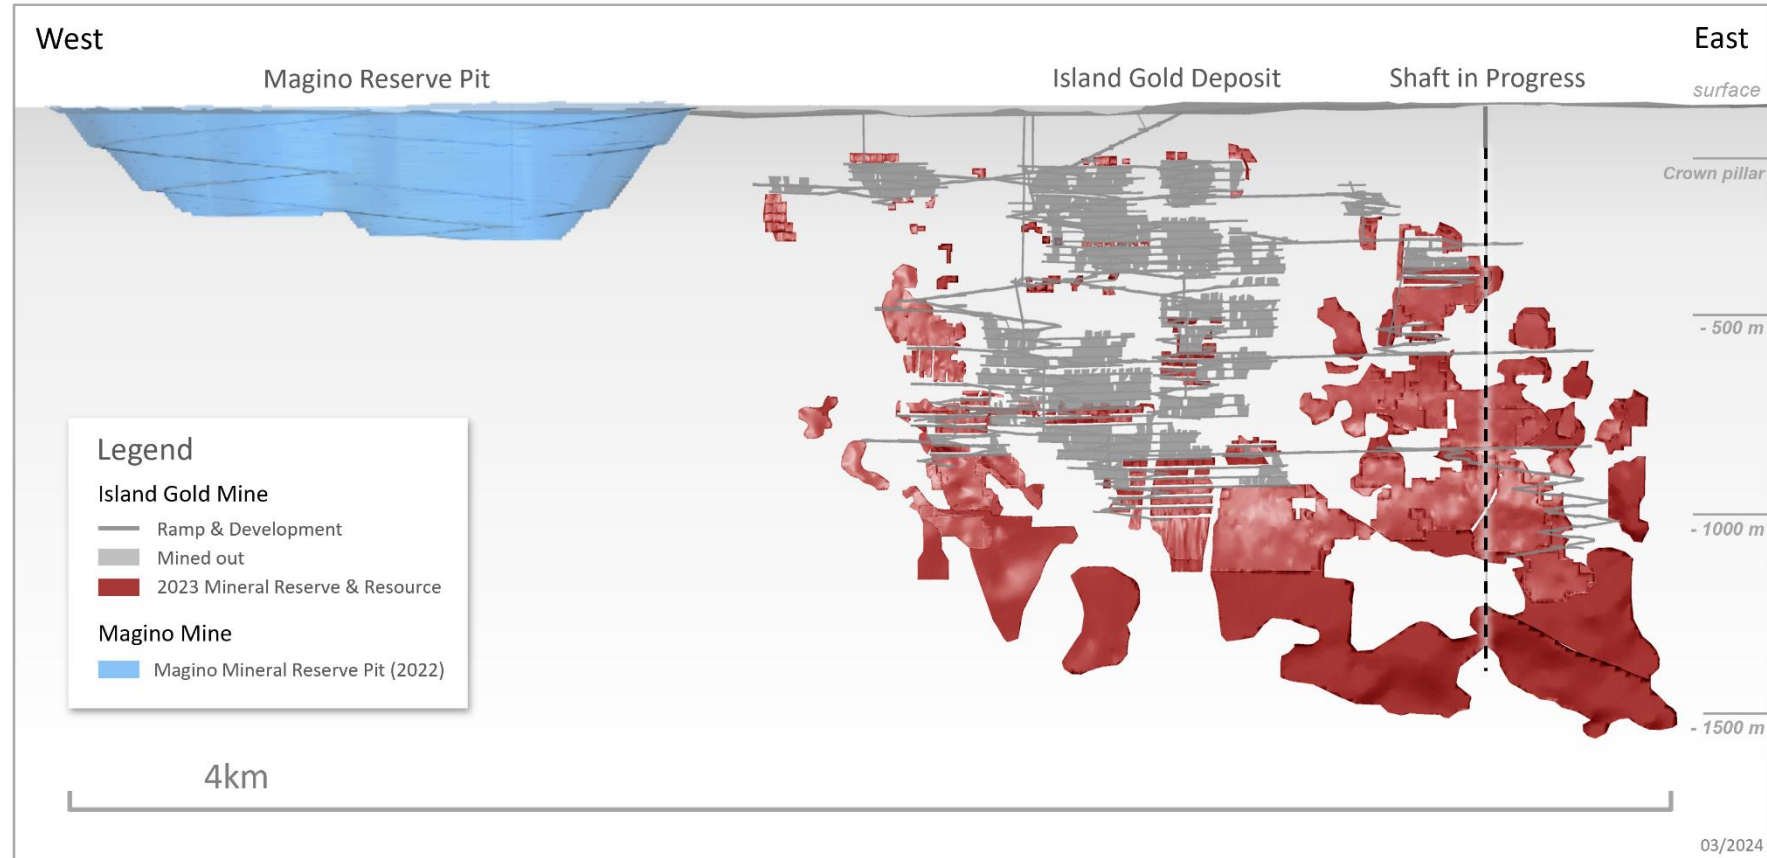 West
East
Magino Reserve Pit
Island Gold Deposit
Shaft in Progress
surface
Crown pillar
- 500 m
- 1000 m
- 1500 m
Legend
Island Gold Mine
Ramp & Development
Mined out
2023 Mineral Reserve & Resource
Magino Mine
Magino Mineral Reserve Pit (2022)
4km
03/2024